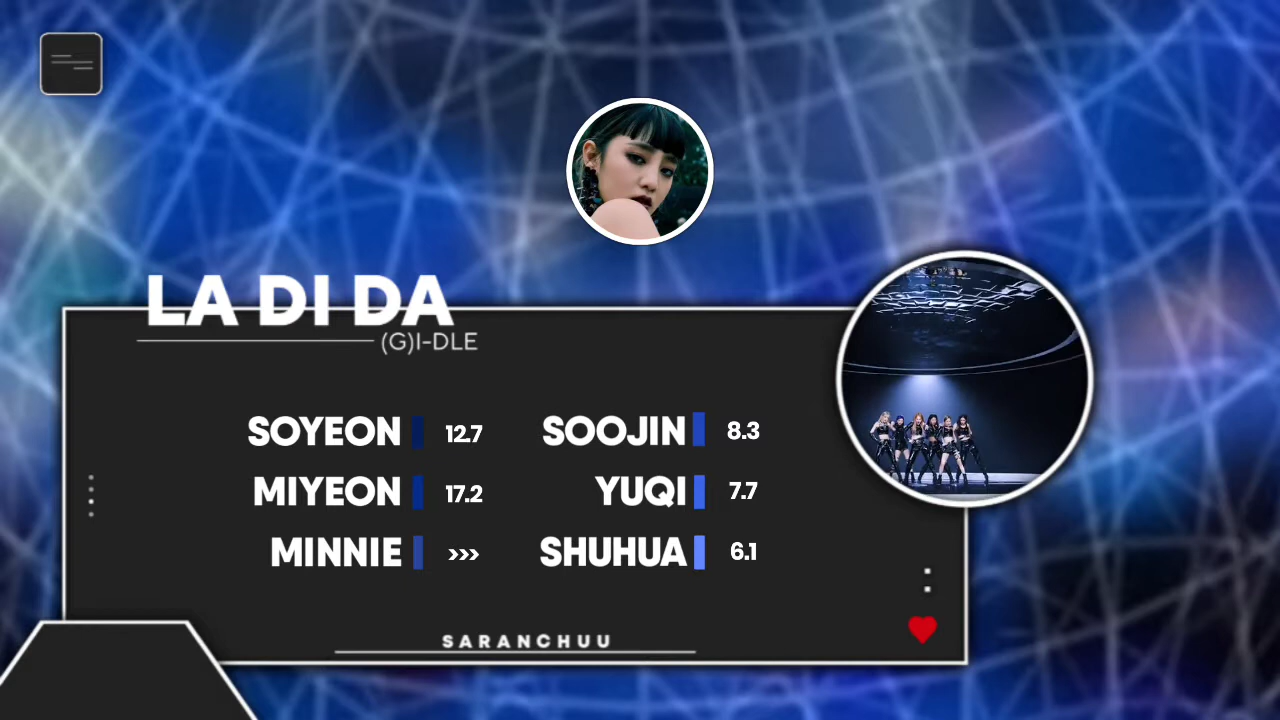 LA DI DA
(G)I-DLE
SOYEON 12.7 SOOJIN 8.3
MIYEON 17.2 YUQI 7.7
MINNIE >>> SHUHUA 6.1
SARANCHUU